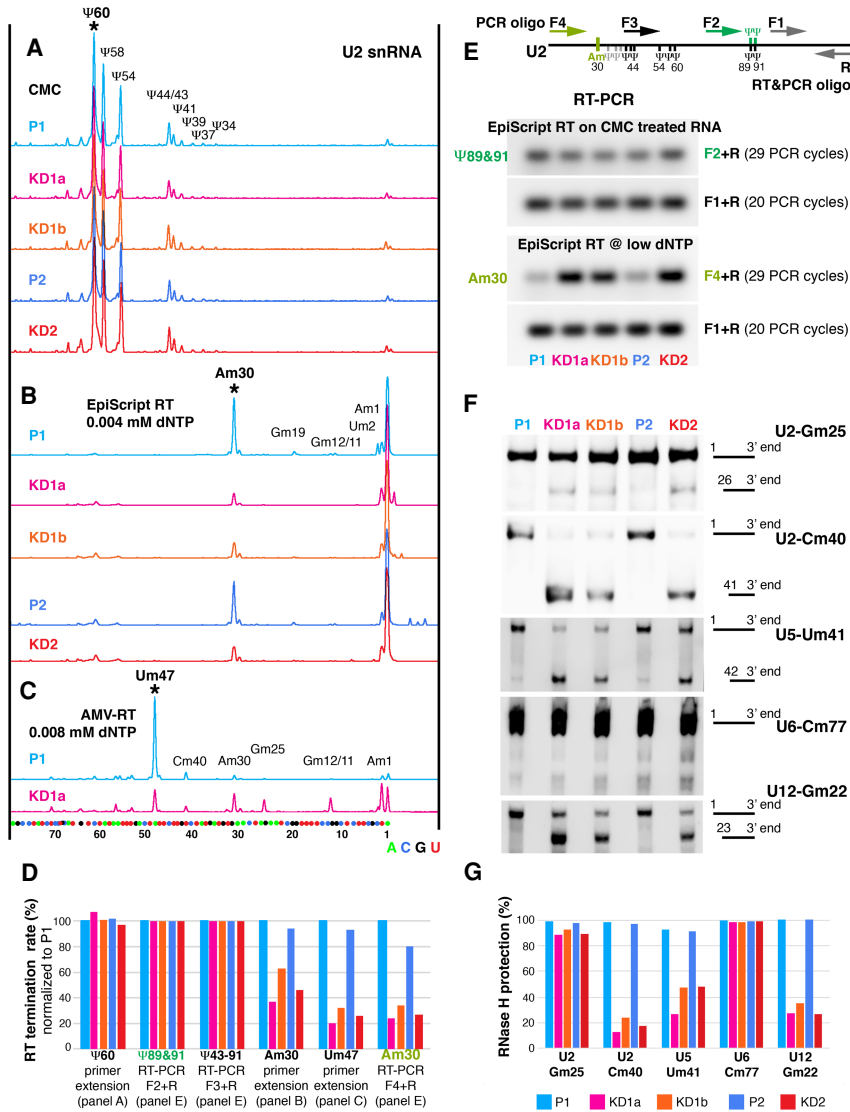 A
U2 snRNA
Ψ60
*
Ψ58
Ψ54
CMC
Ψ44/43
Ψ41
Ψ39
Ψ37
Ψ34
P1
KD1a
KD1b
P2
KD2
B
EpiScript RT
0.004 mM dNTP
Am30
*
Gm19
Gm12/11
Am1
Um2
P1
KD1a
KD1b
P2
KD2
C
AMV-RT
0.008 mM dNTP
Um47
*
Cm40
Am30
Gm25
Gm12/11
Am1
P1
KD1a
70 60 50 40 30 20 10 1
A C G U
D
RT termination rate (%)
normalized to P1
100
80
60
40
20
0
Ψ60 Ψ89&91 Ψ43-91 Am30 Um47 Am30
primer RT-PCR RT-PCR primer primer RT-PCR
extension F2+R F3+R extension extension F4+R
(panel A) (panel E) (panel E) (panel B) (panel C) (panel E)
E
PCR oligo F4 F3 F2 F1
ΨΨ
U2
Am ΨΨ ΨΨΨ Ψ ΨΨ ΨΨ
30 44 54 60 89 91
R
RT&PCR oligo
RT-PCR
EpiScript RT on CMC treated RNA
Ψ89&91
F2+R (29 PCR cycles)
F1+R (20 PCR cycles)
EpiScript RT @ low dNTP
Am30
F4+R (29 PCR cycles)
F1+R (20 PCR cycles)
P1 KD1a KD1b P2 KD2
F
P1 KD1a KD1b P2 KD2
U2-Gm25
1 3' end
26 3' end
U2-Cm40
1 3' end
41 3' end
U5-Um41
1 3' end
42 3' end
U6-Cm77
1 3' end
U12-Gm22
1 3' end
23 3' end
G
RNase H protection (%)
100
80
60
40
20
0
U2 U2 U5 U6 U12
Gm25 Cm40 Um41 Cm77 Gm22
P1 KD1a KD1b P2 KD2